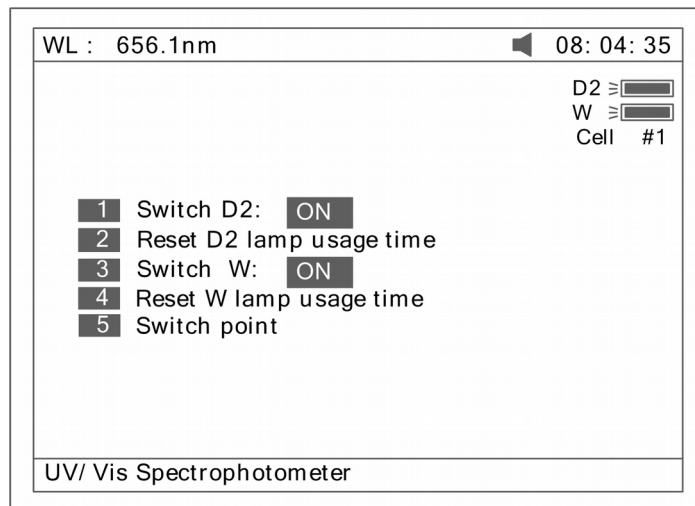 WL : 656.1nm 08: 04: 35
D2
W
Cell #1
1 Switch D2: ON
2 Reset D2 lamp usage time
3 Switch W: ON
4 Reset W lamp usage time
5 Switch point
UV/ Vis Spectrophotometer